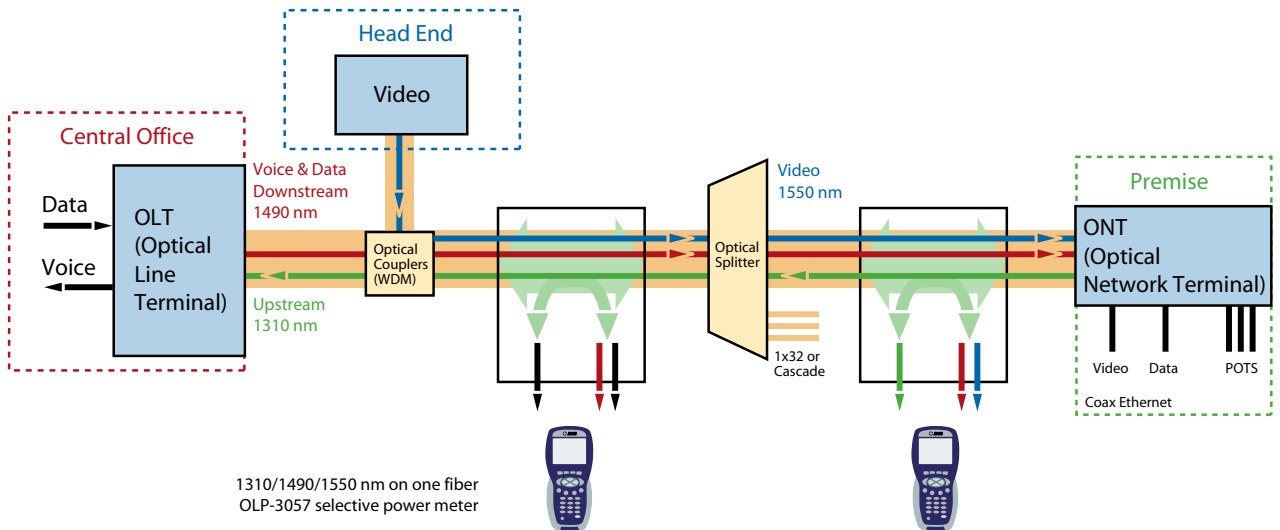 Head End
Video
Central Office
Data
Voice
OLT
(Optical
Line
Terminal)
Voice & Data
Downstream
1490 nm
Upstream
1310 nm
Optical
Couplers
(WDM)
Optical
Splitter
Video
1550 nm
1x32 or
Cascade
Premise
ONT
(Optical
Network Terminal)
Video
Data
POTS
Coax Ethernet
1310/1490/1550 nm on one fiber
OLP-3057 selective power meter